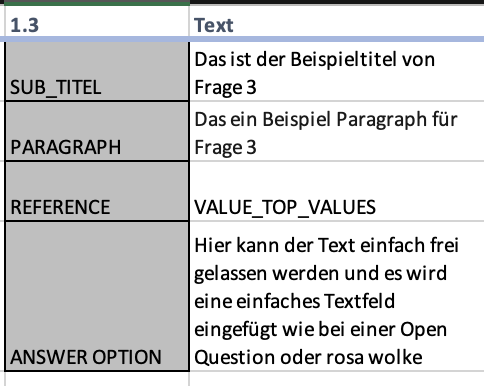 1.3 Text
Das ist der Beispieltitel von
SUB_TITEL Frage 3
Das ein Beispiel Paragraph für
PARAGRAPH Frage 3
REFERENCE VALUE_TOP_VALUES
Hier kann der Text einfach frei
gelassen werden und es wird
eine einfaches Textfeld
eingefügt wie bei einer Open
ANSWER OPTION Question oder rosa wolke